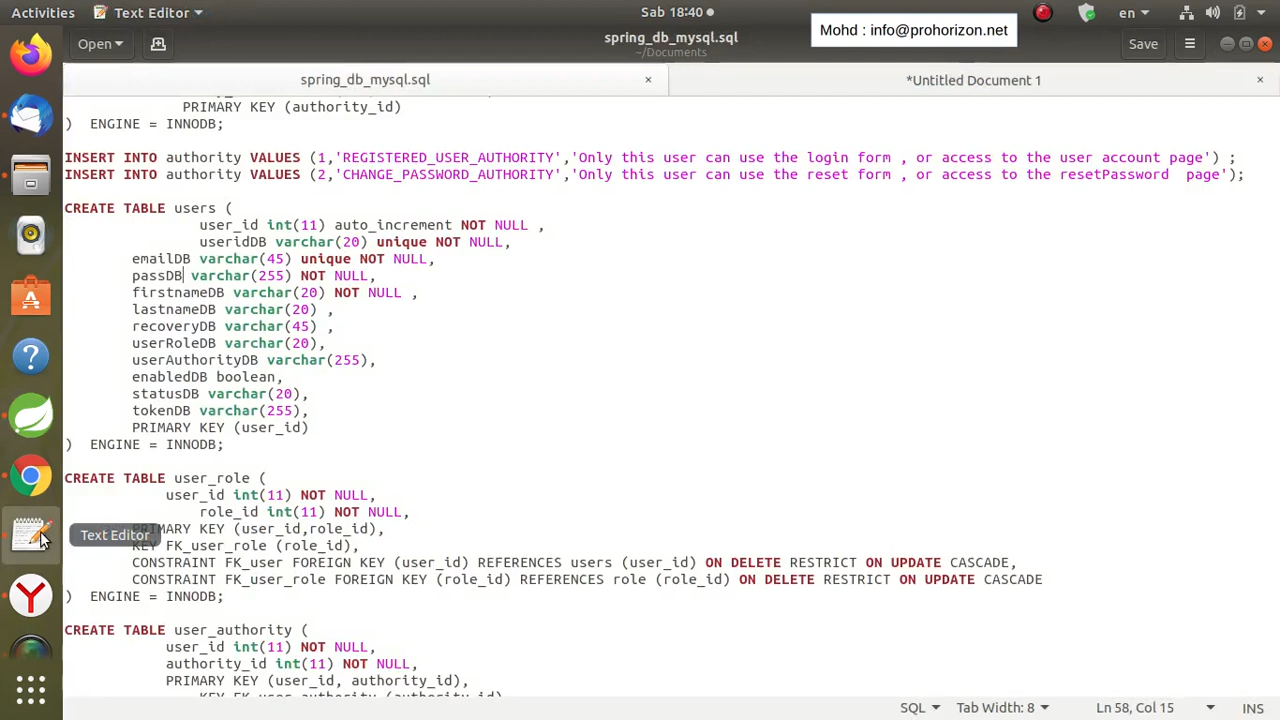 Activities
Text Editor
Sab 18:40
en
Open
spring_db_mysql.sql
~/Documents
Mohd : info@prohorizon.net
Save
spring_db_mysql.sql
*Untitled Document 1
PRIMARY KEY (authority_id)
) ENGINE = INNODB;
INSERT INTO authority VALUES (1,'REGISTERED_USER_AUTHORITY','Only this user can use the login form , or access to the user account page') ;
INSERT INTO authority VALUES (2,'CHANGE_PASSWORD_AUTHORITY','Only this user can use the reset form , or access to the resetPassword  page');
CREATE TABLE users (
user_id int(11) auto_increment NOT NULL ,
useridDB varchar(20) unique NOT NULL,
emailDB varchar(45) unique NOT NULL,
passDB varchar(255) NOT NULL,
firstnameDB varchar(20) NOT NULL ,
lastnameDB varchar(20) ,
recoveryDB varchar(45) ,
userRoleDB varchar(20),
userAuthorityDB varchar(255),
enabledDB boolean,
statusDB varchar(20),
tokenDB varchar(255),
PRIMARY KEY (user_id)
) ENGINE = INNODB;
CREATE TABLE user_role (
user_id int(11) NOT NULL,
role_id int(11) NOT NULL,
PRIMARY KEY (user_id,role_id),
Text Editor
KEY FK_user_role (role_id),
CONSTRAINT FK_user FOREIGN KEY (user_id) REFERENCES users (user_id) ON DELETE RESTRICT ON UPDATE CASCADE,
CONSTRAINT FK_user_role FOREIGN KEY (role_id) REFERENCES role (role_id) ON DELETE RESTRICT ON UPDATE CASCADE
) ENGINE = INNODB;
CREATE TABLE user_authority (
user_id int(11) NOT NULL,
authority_id int(11) NOT NULL,
PRIMARY KEY (user_id, authority_id),
KEY FK_user_authority (authority_id),
SQL
Tab Width: 8
Ln 58, Col 15
INS